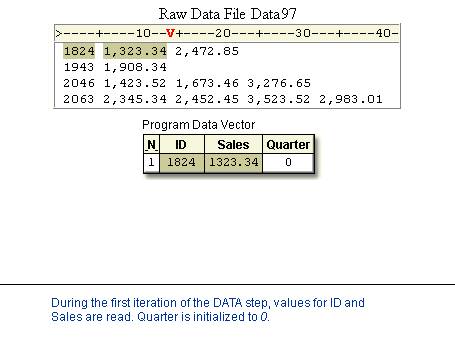 Raw Data File Data97
>----+----10--V+----20---+----30---+----40-
1824 1,323.34 2,472.85
1943 1,908.34
2046 1,423.52 1,673.46 3,276.65
2063 2,345.34 2,452.45 3,523.52 2,983.01
Program Data Vector
N ID Sales Quarter
1 1824 1323.34 0
During the first iteration of the DATA step, values for ID and
Sales are read. Quarter is initialized to 0.